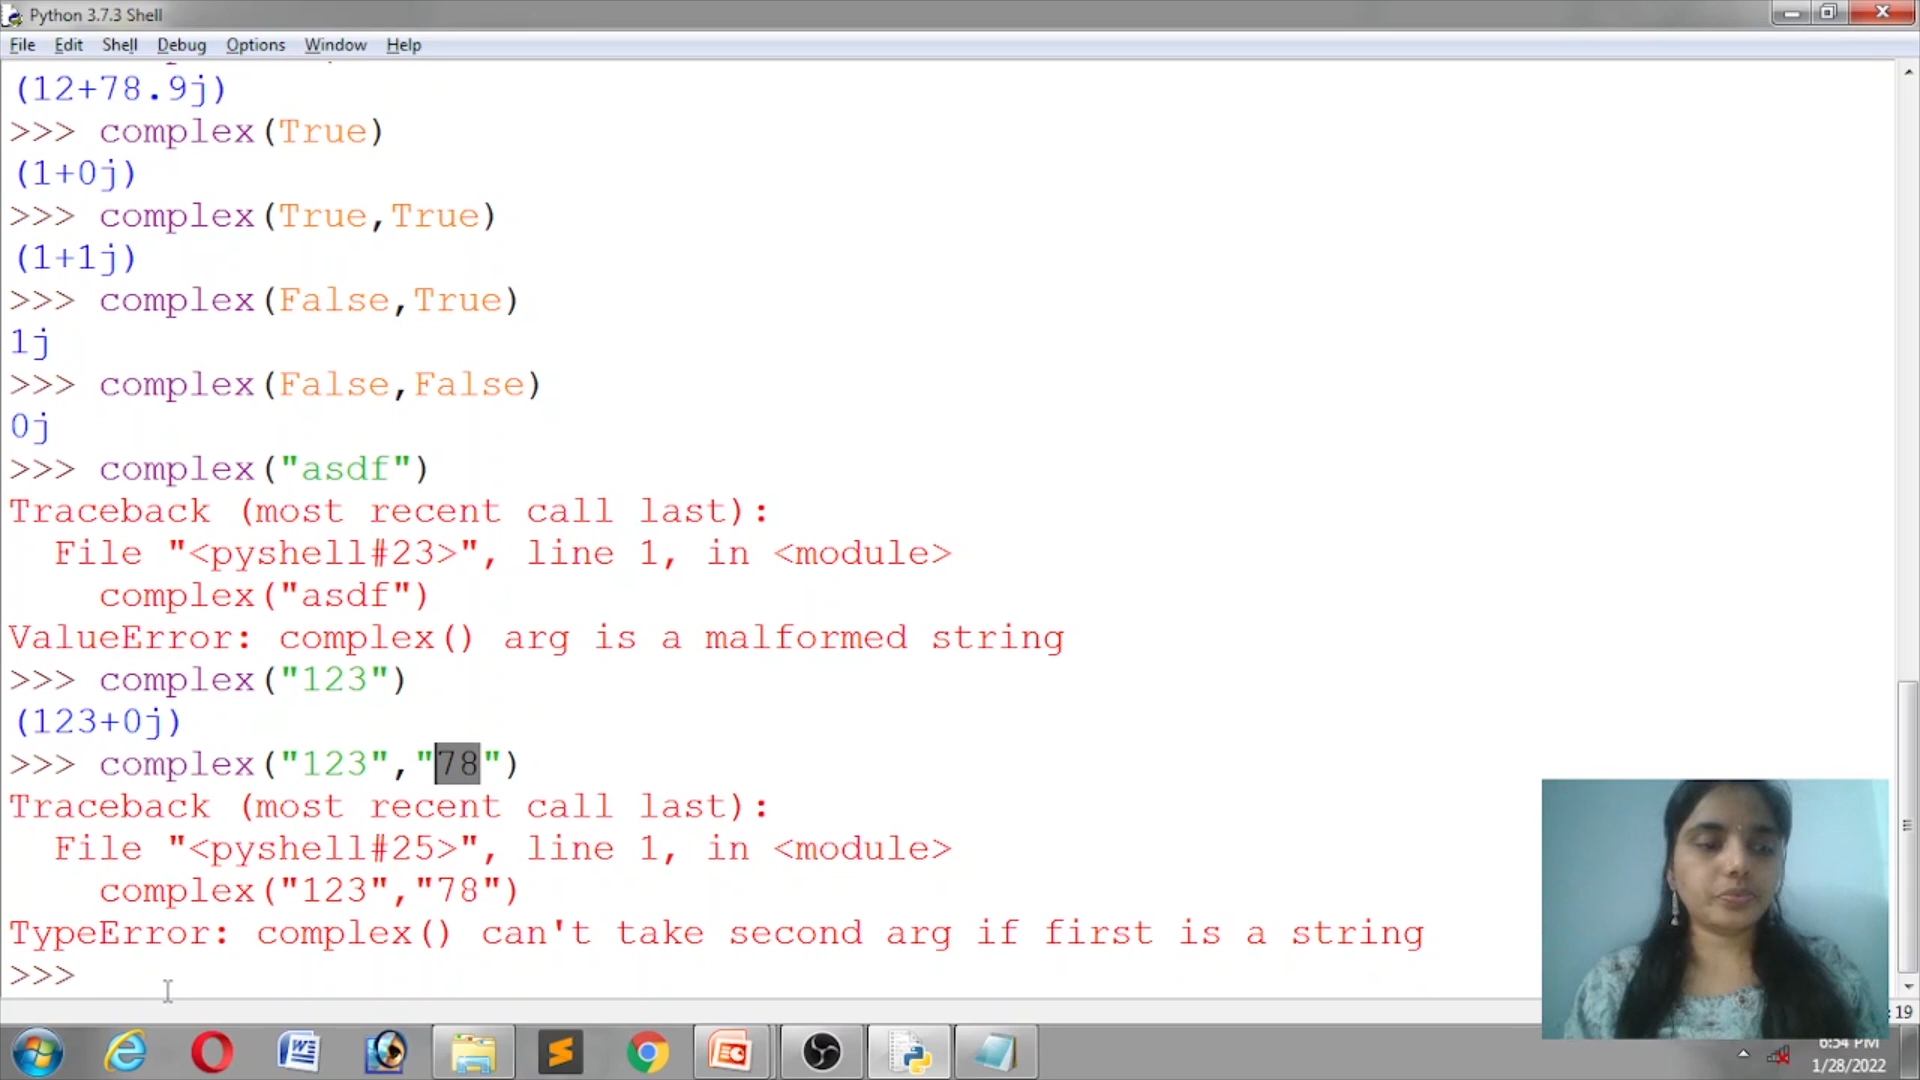 Python 3.7.3 Shell
File Edit Shell Debug Options Window Help
(12+78.9j)
>>> complex(True)
(1+0j)
>>> complex(True,True)
(1+1j)
>>> complex(False,True)
1j
>>> complex(False,False)
0j
>>> complex("asdf")
Traceback (most recent call last):
  File "<pyshell#23>", line 1, in <module>
    complex("asdf")
ValueError: complex() arg is a malformed string
>>> complex("123")
(123+0j)
>>> complex("123","78")
Traceback (most recent call last):
  File "<pyshell#25>", line 1, in <module>
    complex("123","78")
TypeError: complex() can't take second arg if first is a string
>>>
: 19
6:54 PM
1/28/2022